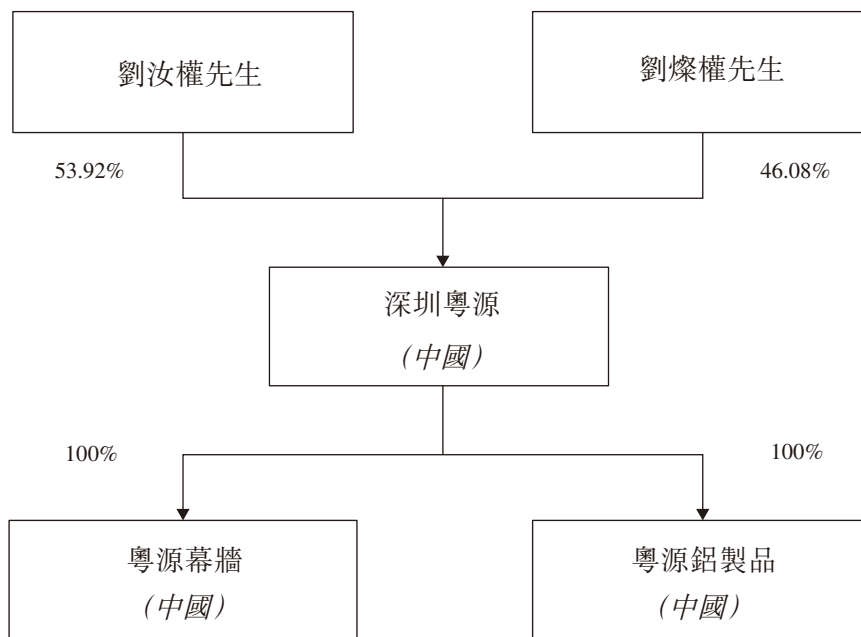 劉汝權先生
劉燦權先生
53.92%
46.08%
深圳粵源
（中國）
100%
100%
粵源幕牆
（中國）
粵源鋁製品
（中國）